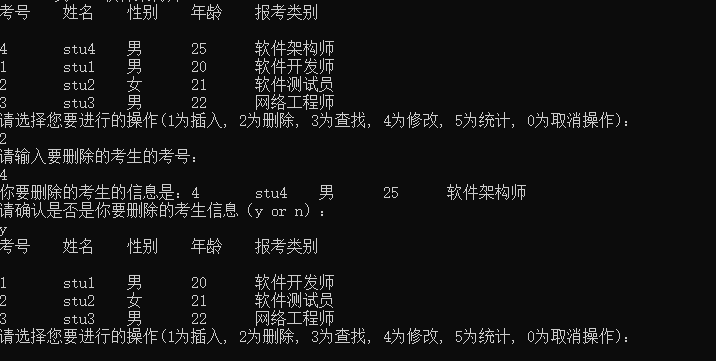 考号 姓名 性别 年龄 报考类别
4 stu4 男 25 软件架构师
1 stu1 男 20 软件开发师
2 stu2 女 21 软件测试员
3 stu3 男 22 网络工程师
请选择您要进行的操作(1为插入, 2为删除, 3为查找, 4为修改, 5为统计, 0为取消操作):
2
请输入要删除的考生的考号:
4
你要删除的考生的信息是: 4 stu4 男 25 软件架构师
请确认是否是你要删除的考生信息 (y or n) :
y
考号 姓名 性别 年龄 报考类别
1 stu1 男 20 软件开发师
2 stu2 女 21 软件测试员
3 stu3 男 22 网络工程师
请选择您要进行的操作(1为插入, 2为删除, 3为查找, 4为修改, 5为统计, 0为取消操作):